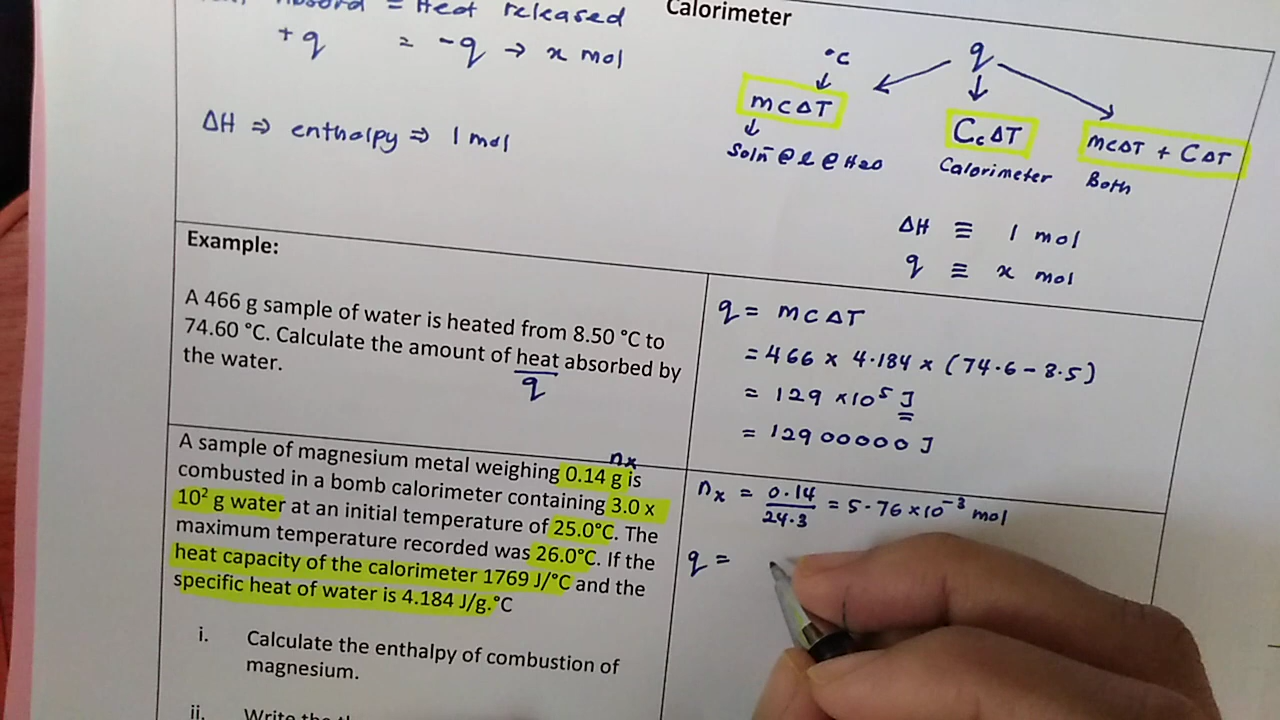 = Heat released
+q = -q → x mol
ΔH ⇒ enthalpy ⇒ 1 mol
Calorimeter
°C q
↓
mcΔT
CcΔT
mcΔT + CΔT
↓
Soln @ l @ H2O
Calorimeter
Both
ΔH ≡ 1 mol
q ≡ x mol
Example:
A 466 g sample of water is heated from 8.50 °C to
74.60 °C. Calculate the amount of heat absorbed by
the water.
q
q = mcΔT
= 466 x 4.184 x (74.6 - 8.5)
= 129 x10⁵ J
= 12900000 J
nx
A sample of magnesium metal weighing 0.14 g is
combusted in a bomb calorimeter containing 3.0 x
10² g water at an initial temperature of 25.0°C. The
maximum temperature recorded was 26.0°C. If the
heat capacity of the calorimeter 1769 J/°C and the
specific heat of water is 4.184 J/g.°C
i. Calculate the enthalpy of combustion of
magnesium.
ii. Write the
nx = 0.14 = 5.76 x10⁻³ mol
24.3
q =